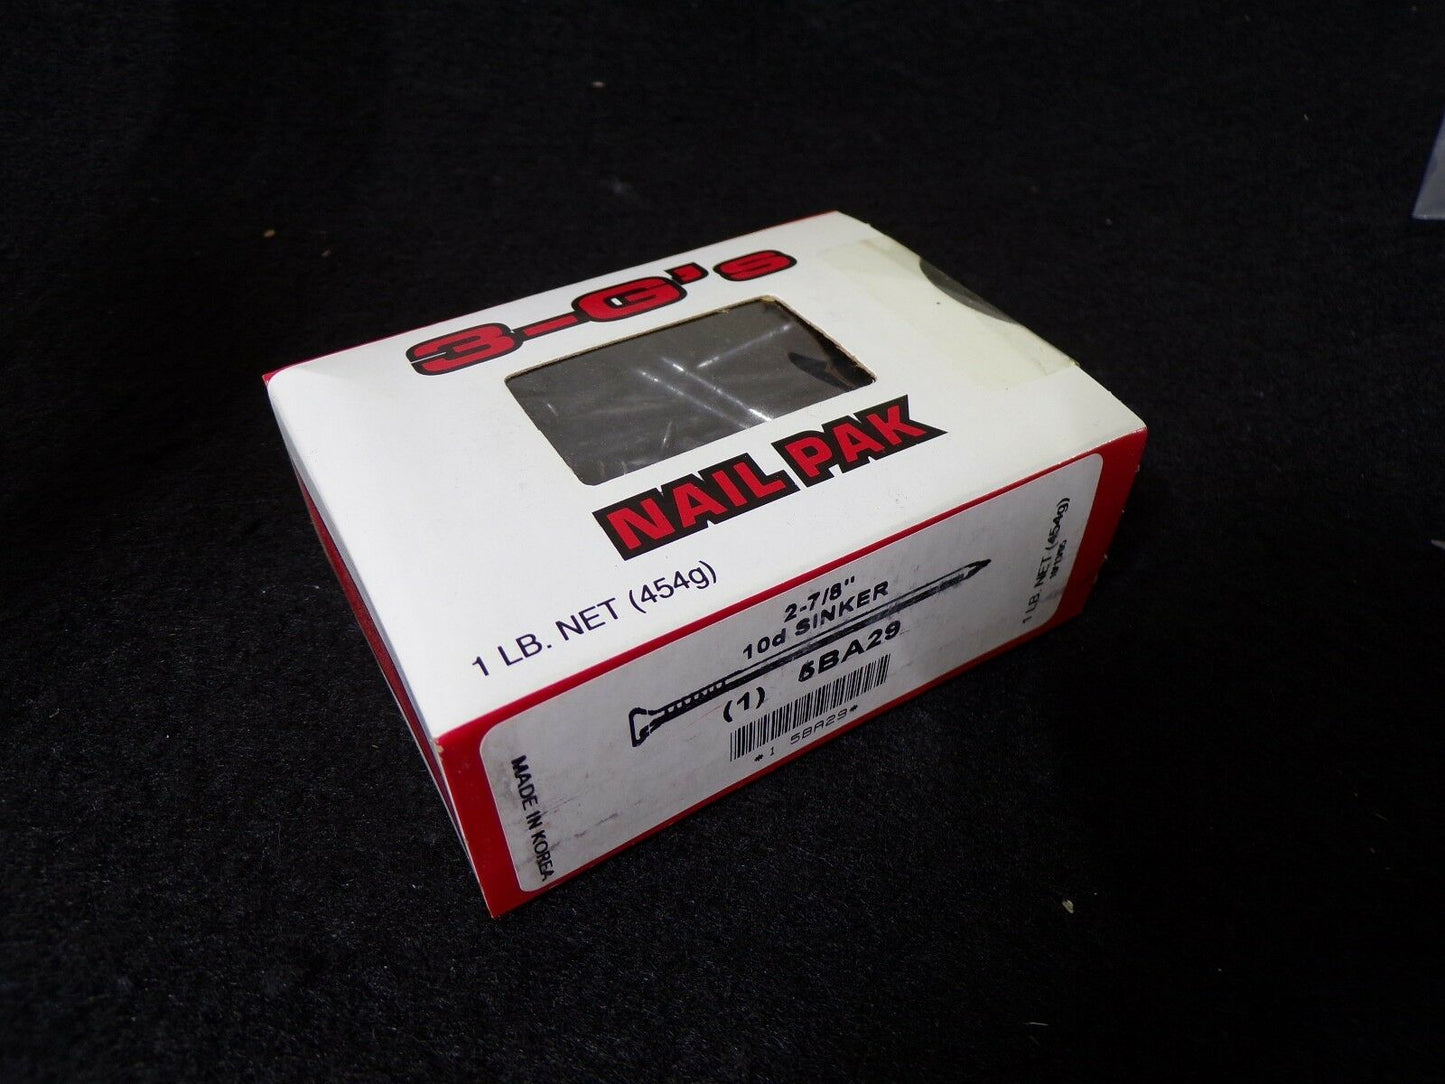 3-G's
NAIL PAK
1 LB. NET (454g)
2-7/8"
10d SINKER
(1) 5BA29
*1 5BA29*
MADE IN KOREA
1 LB. NET (454g)